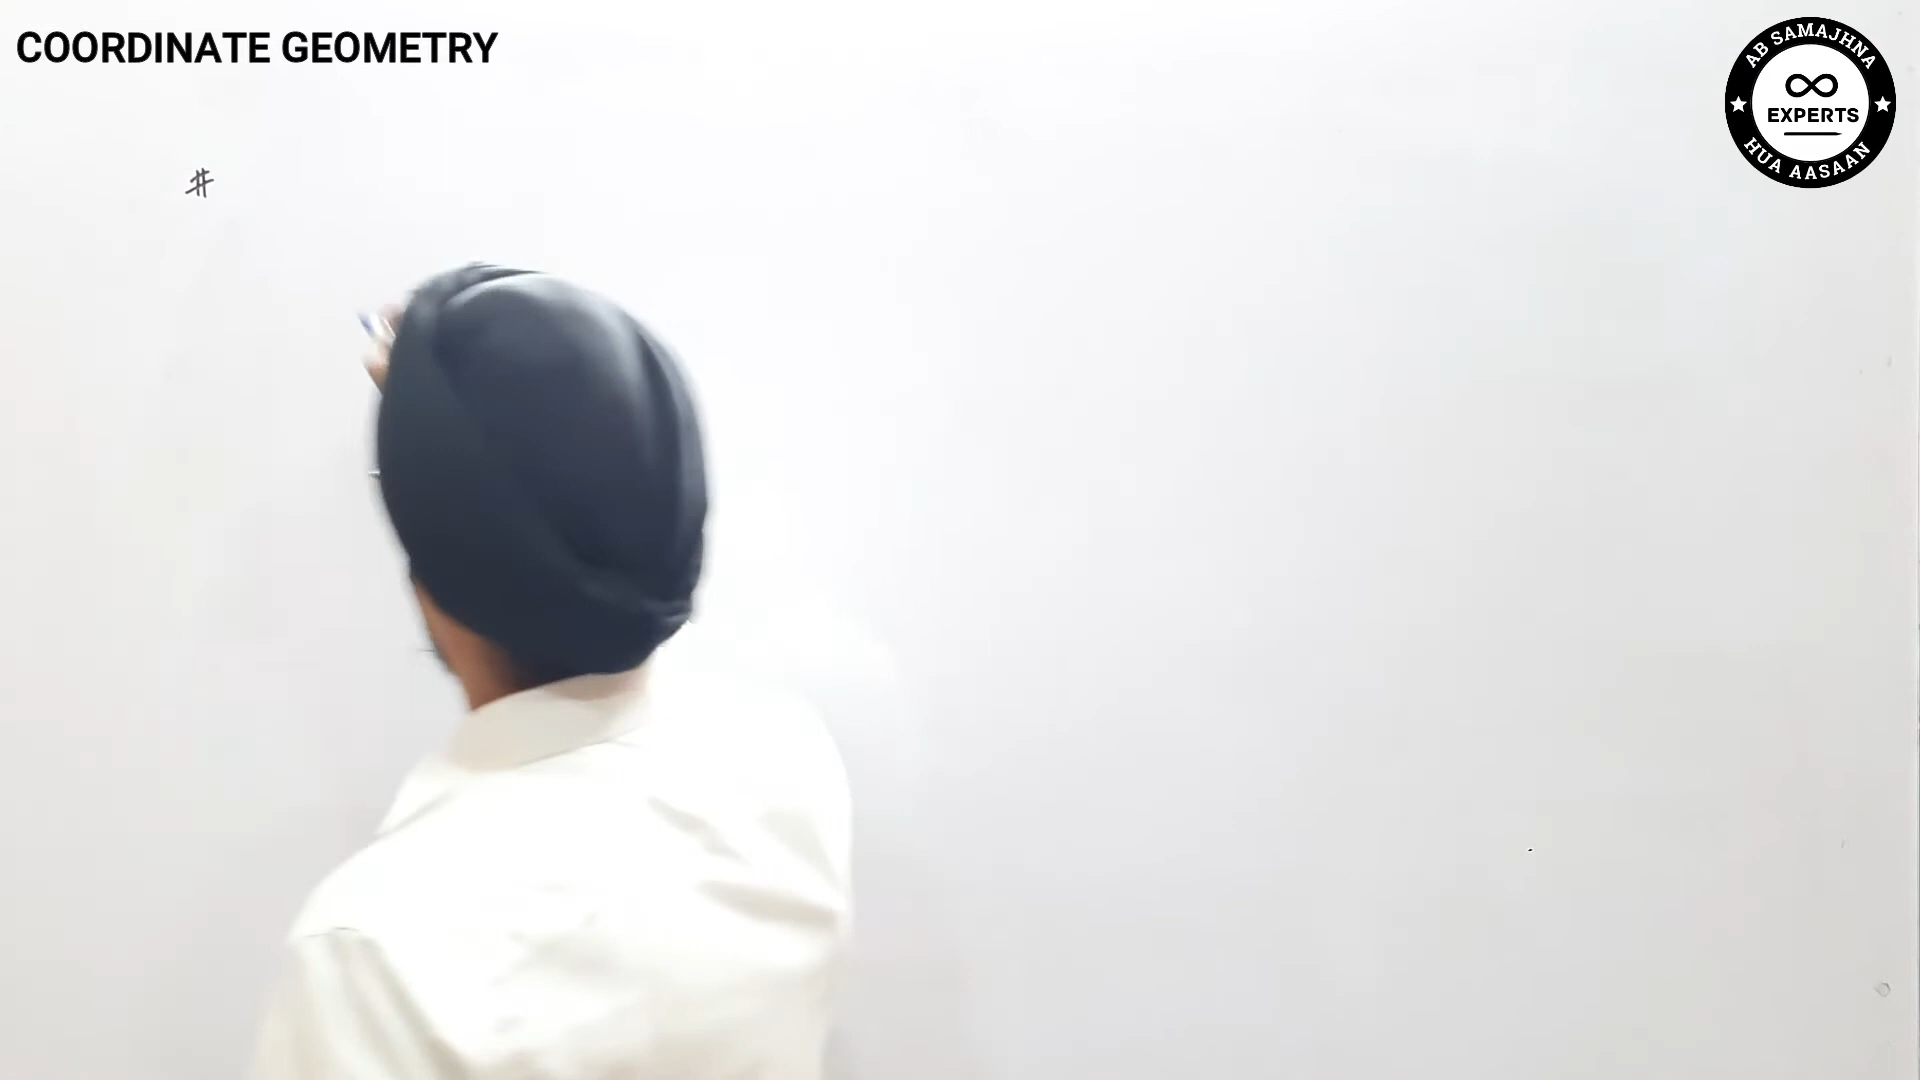 COORDINATE GEOMETRY
#
AB SAMAJHNA
∞
EXPERTS
HUA AASAAN